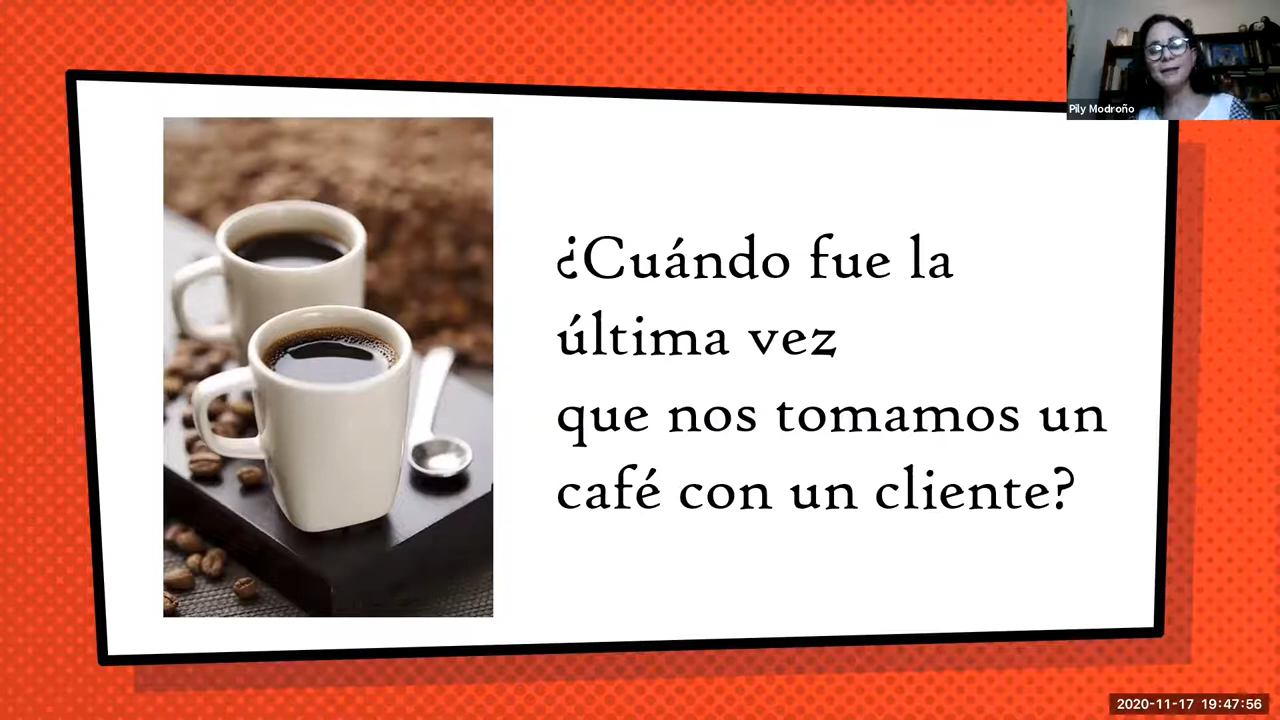 Pily Modroño
¿Cuándo fue la
última vez
que nos tomamos un
café con un cliente?
2020-11-17 19:47:56